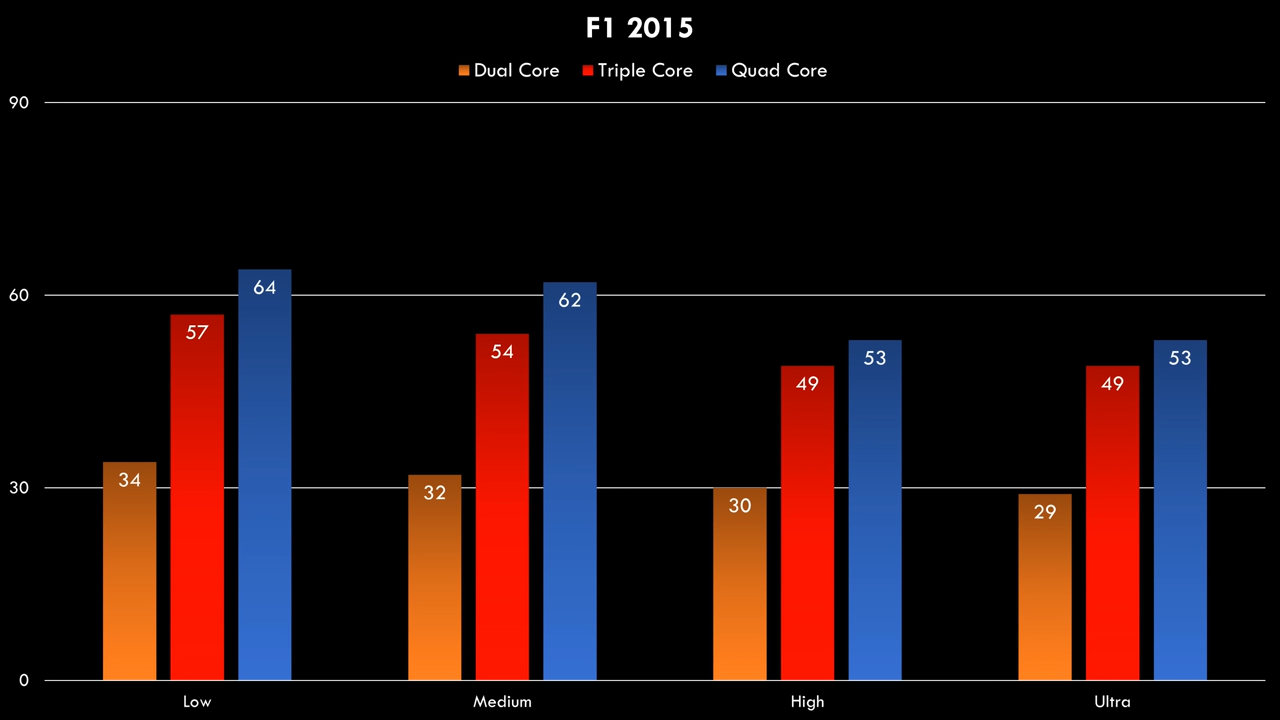 F1 2015
Dual Core Triple Core Quad Core
90
60
30
0
34 57 64
32 54 62
30 49 53
29 49 53
Low Medium High Ultra